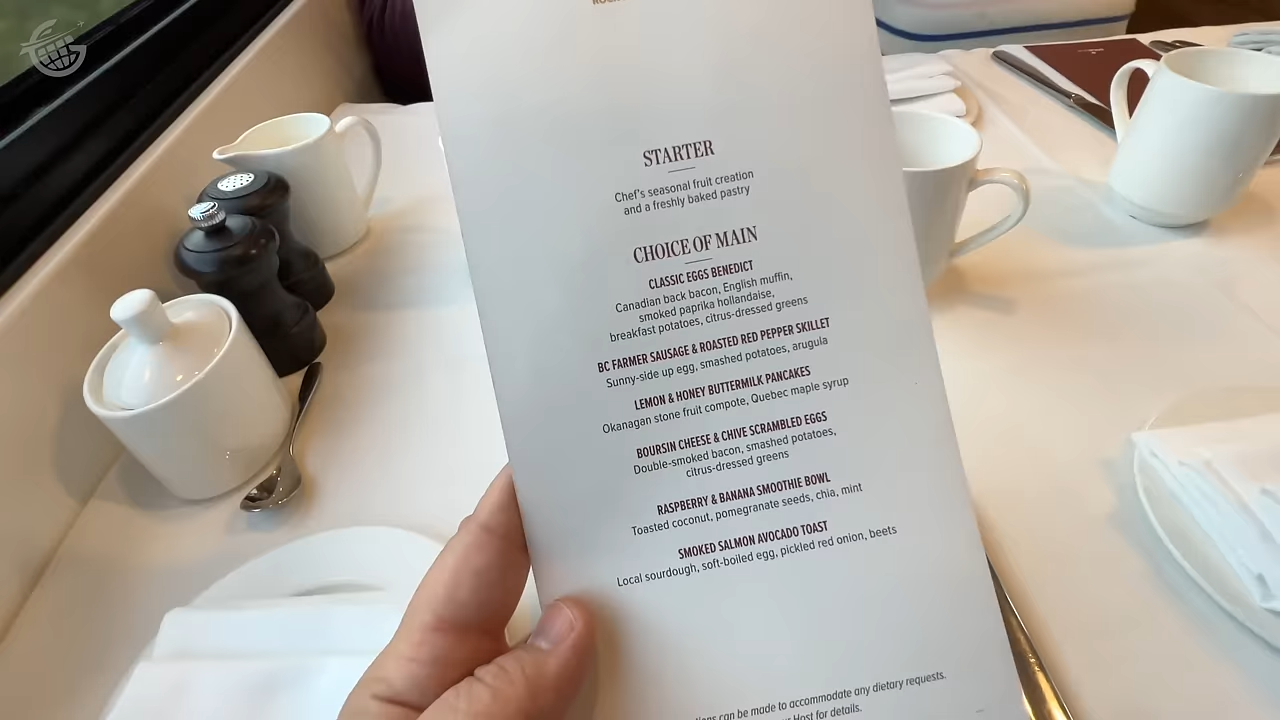 STARTER
Chef's seasonal fruit creation
and a freshly baked pastry
CHOICE OF MAIN
CLASSIC EGGS BENEDICT
Canadian back bacon, English muffin,
smoked paprika hollandaise,
breakfast potatoes, citrus-dressed greens
BC FARMER SAUSAGE & ROASTED RED PEPPER SKILLET
Sunny-side up egg, smashed potatoes, arugula
LEMON & HONEY BUTTERMILK PANCAKES
Okanagan stone fruit compote, Quebec maple syrup
BOURSIN CHEESE & CHIVE SCRAMBLED EGGS
Double-smoked bacon, smashed potatoes,
citrus-dressed greens
RASPBERRY & BANANA SMOOTHIE BOWL
Toasted coconut, pomegranate seeds, chia, mint
SMOKED SALMON AVOCADO TOAST
Local sourdough, soft-boiled egg, pickled red onion, beets
can be made to accommodate any dietary requests.
Host for details.